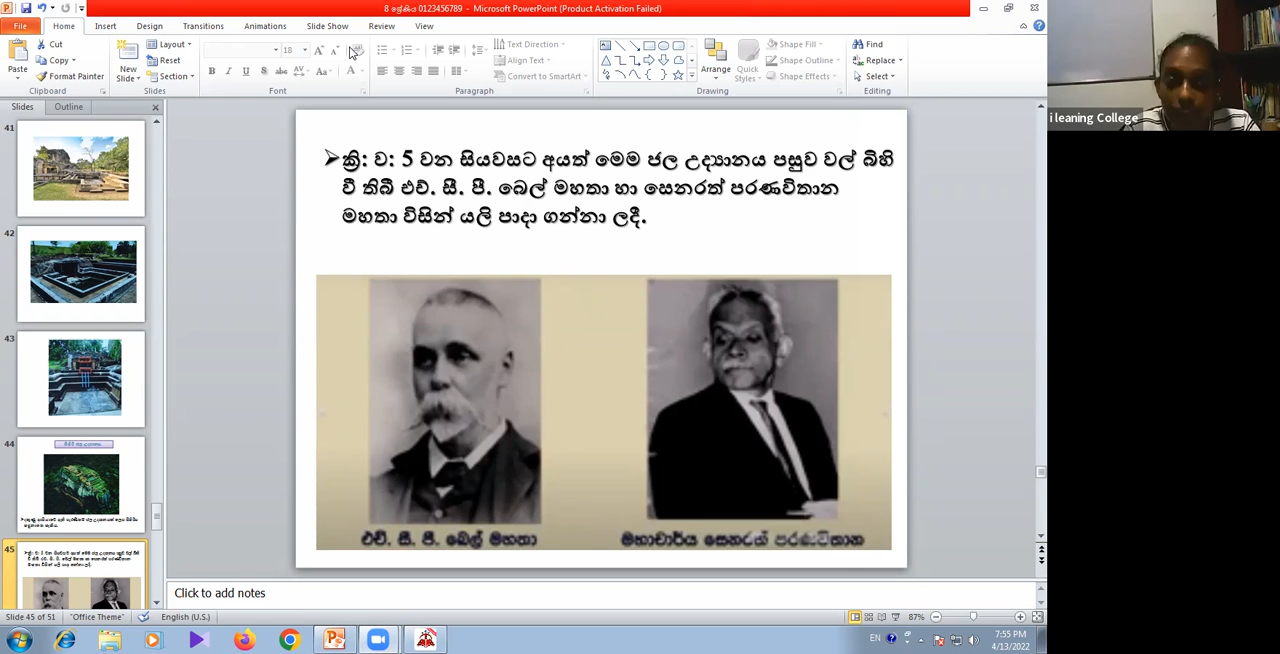 8 ශ්‍රේණිය 0123456789 - Microsoft PowerPoint (Product Activation Failed)
File Home Insert Design Transitions Animations Slide Show Review View
Paste
Cut
Copy
Format Painter
Clipboard
New Slide
Layout
Reset
Section
Slides
18
Font
Paragraph
Text Direction
Align Text
Convert to SmartArt
Arrange
Quick Styles
Shape Fill
Shape Outline
Shape Effects
Drawing
Find
Replace
Select
Editing
i leaning College
Slides Outline
41
42
43
44
45
➢ක්‍රි: ව: 5 වන සියවසට අයත් මෙම ජල උද්‍යානය පසුව වල් බිහි
වී තිබී එච්. සී. පී. බෙල් මහතා හා සෙනරත් පරණවිතාන
මහතා විසින් යලි පාදා ගන්නා ලදී.
එච්. සී. පී. බෙල් මහතා
මහාචාර්ය සෙනරත් පරණවිතාන
Click to add notes
Slide 45 of 51 "Office Theme" English (U.S.) 87%
EN 7:55 PM
4/13/2022